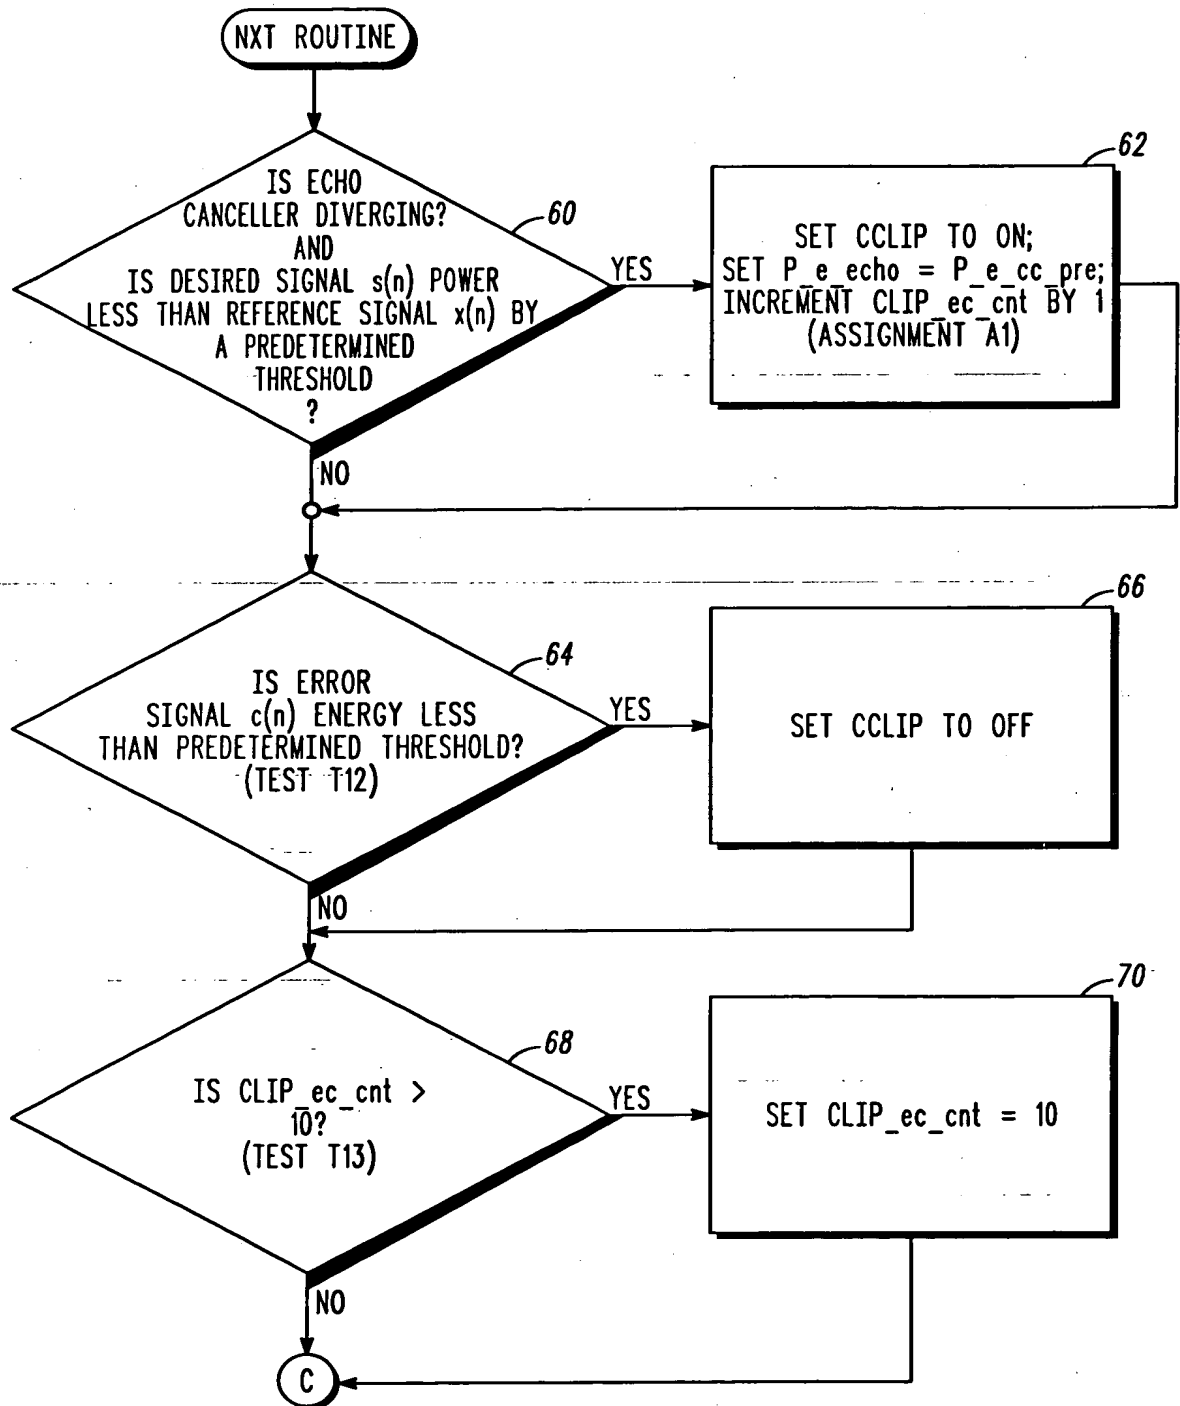 NXT ROUTINE
IS ECHO
CANCELLER DIVERGING?
AND
IS DESIRED SIGNAL s(n) POWER
LESS THAN REFERENCE SIGNAL x(n) BY
A PREDETERMINED
THRESHOLD
?
60
YES
62
SET CCLIP TO ON;
SET P_e_echo = P_e_cc_pre;
INCREMENT CLIP_ec_cnt BY 1
(ASSIGNMENT A1)
NO
IS ERROR
SIGNAL c(n) ENERGY LESS
THAN PREDETERMINED THRESHOLD?
(TEST T12)
64
YES
66
SET CCLIP TO OFF
NO
IS CLIP_ec_cnt >
10?
(TEST T13)
68
YES
70
SET CLIP_ec_cnt = 10
NO
C